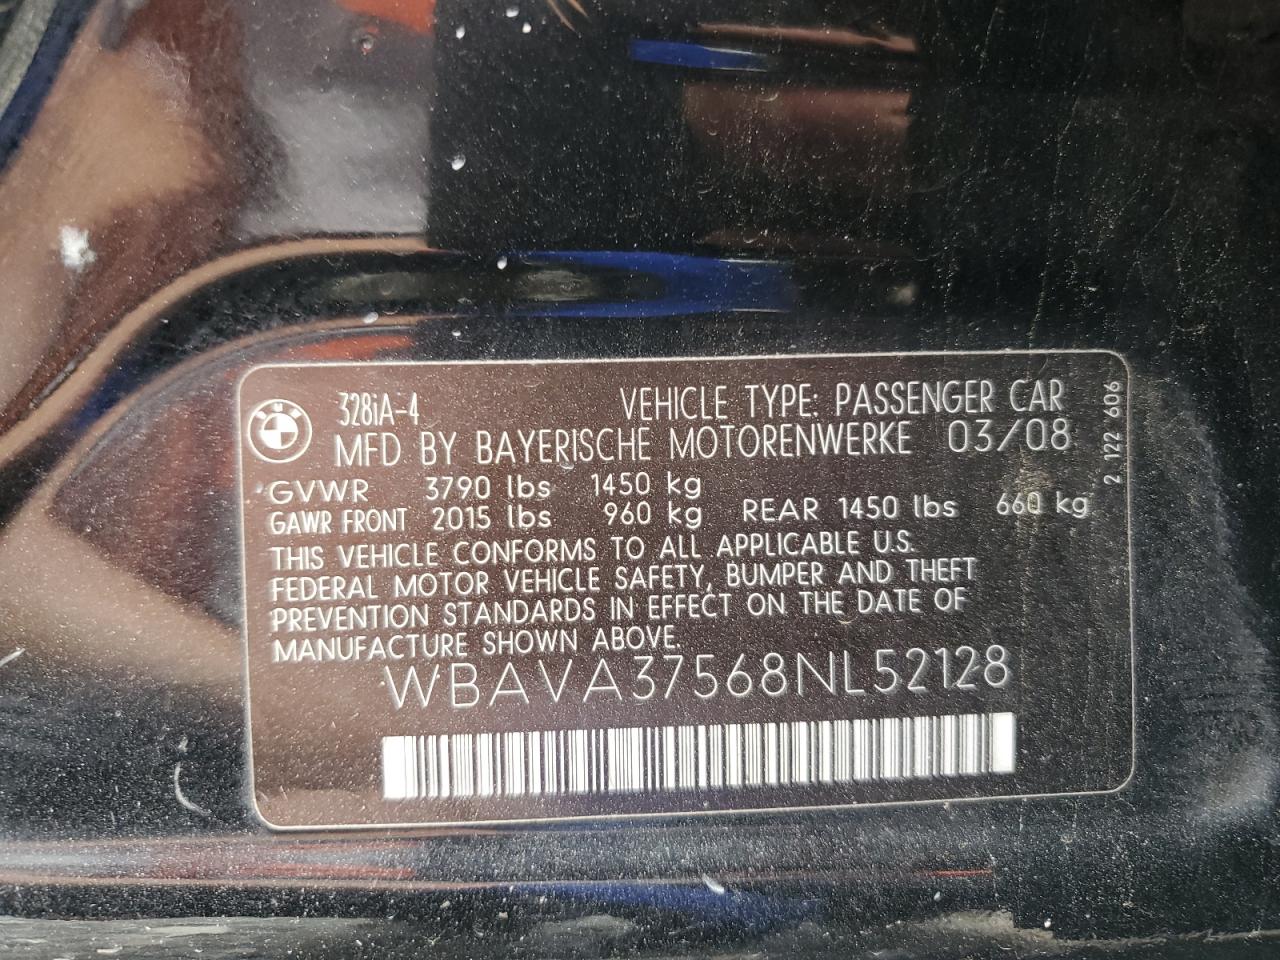 328iA-4 VEHICLE TYPE: PASSENGER CAR
MFD BY BAYERISCHE MOTORENWERKE 03/08
GVWR 3790 lbs 1450 kg
GAWR FRONT 2015 lbs 960 kg REAR 1450 lbs 660 kg
THIS VEHICLE CONFORMS TO ALL APPLICABLE U.S.
FEDERAL MOTOR VEHICLE SAFETY, BUMPER AND THEFT
PREVENTION STANDARDS IN EFFECT ON THE DATE OF
MANUFACTURE SHOWN ABOVE.
WBAVA37568NL52128
2 122 606